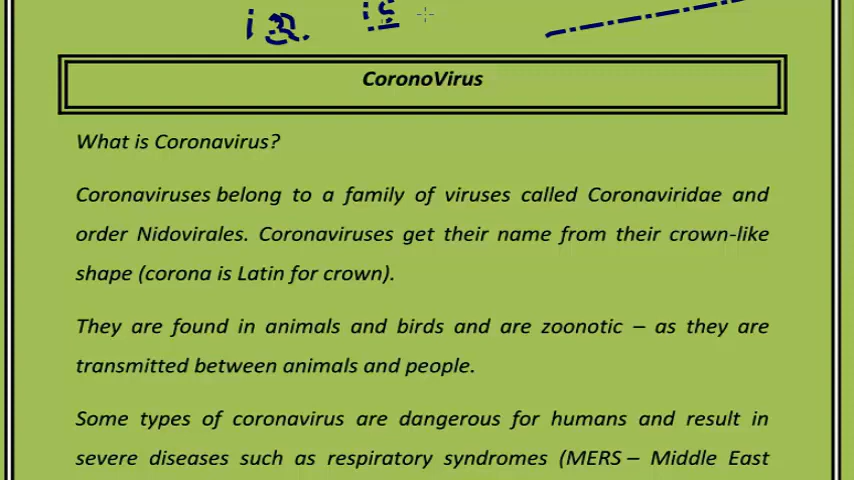 CoronoVirus
What is Coronavirus?
Coronaviruses belong to a family of viruses called Coronaviridae and
order Nidovirales. Coronaviruses get their name from their crown-like
shape (corona is Latin for crown).
They are found in animals and birds and are zoonotic – as they are
transmitted between animals and people.
Some types of coronavirus are dangerous for humans and result in
severe diseases such as respiratory syndromes (MERS – Middle East